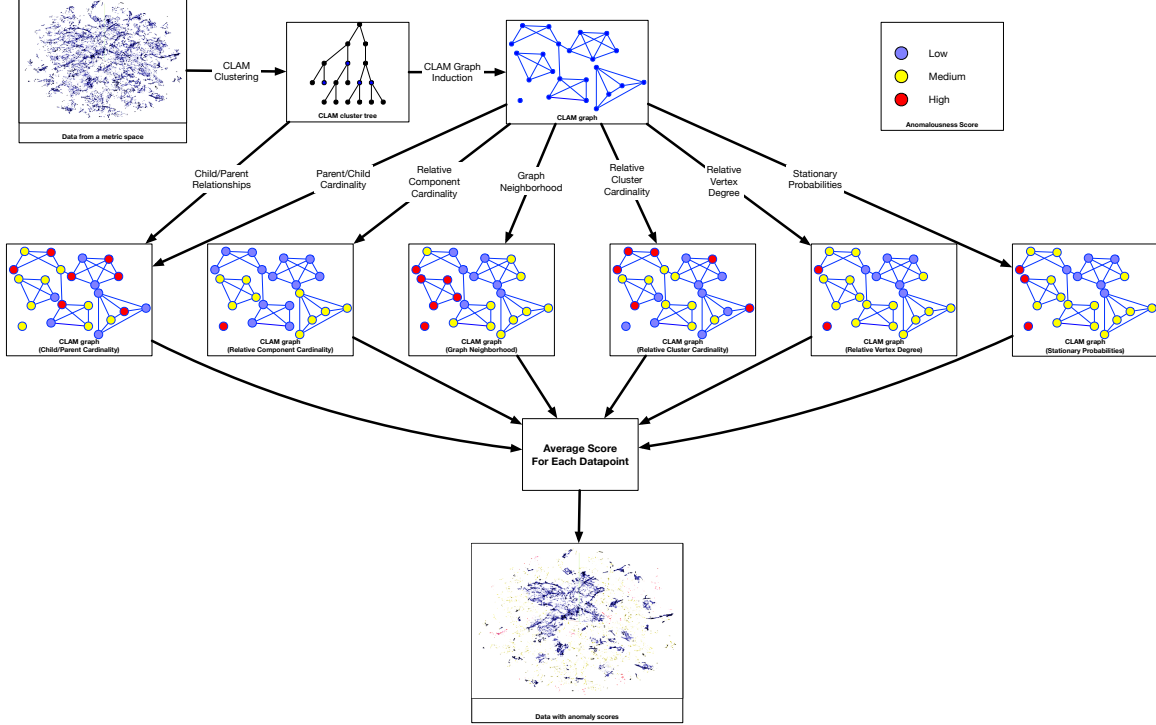 CLAM
Clustering
CLAM Graph
Induction
Data from a metric space
CLAM cluster tree
CLAM graph
Low
Medium
High
Anomalousness Score
Child/Parent
Relationships
Parent/Child
Cardinality
Relative
Component
Cardinality
Graph
Neighborhood
Relative
Cluster
Cardinality
Relative
Vertex
Degree
Stationary
Probabilities
CLAM graph
(Child/Parent Cardinality)
CLAM graph
(Relative Component Cardinality)
CLAM graph
(Graph Neighborhood)
CLAM graph
(Relative Cluster Cardinality)
CLAM graph
(Relative Vertex Degree)
CLAM graph
(Stationary Probabilities)
Average Score
For Each Datapoint
Data with anomaly scores